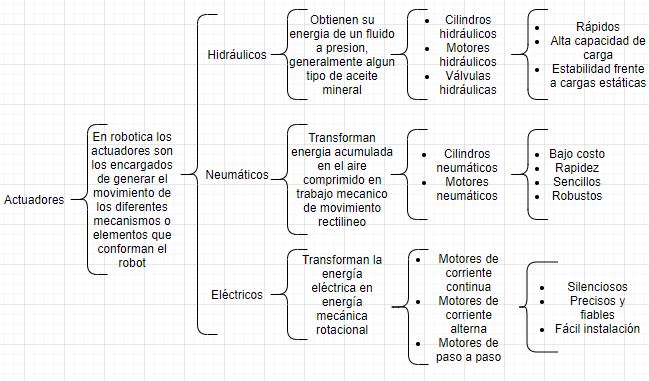 Actuadores
En robotica los
actuadores son
los encargados
de generar el
movimiento de
los diferentes
mecanismos o
elementos que
conforman el
robot
Hidráulicos
Obtienen su
energia de un fluido
a presion,
generalmente algun
tipo de aceite
mineral
• Cilindros
hidráulicos
• Motores
hidráulicos
• Válvulas
hidráulicas
• Rápidos
• Alta capacidad de
carga
• Estabilidad frente
a cargas estáticas
Neumáticos
Transforman
energía acumulada
en el aire
comprimido en
trabajo mecanico
de movimiento
rectilineo
• Cilindros
neumáticos
• Motores
neumáticos
• Bajo costo
• Rapidez
• Sencillos
• Robustos
Eléctricos
Transforman la
energía
eléctrica en
energía
mecánica
rotacional
• Motores de
corriente
continua
• Motores de
corriente
alterna
• Motores de
paso a paso
• Silenciosos
• Precisos y
fiables
• Fácil instalación